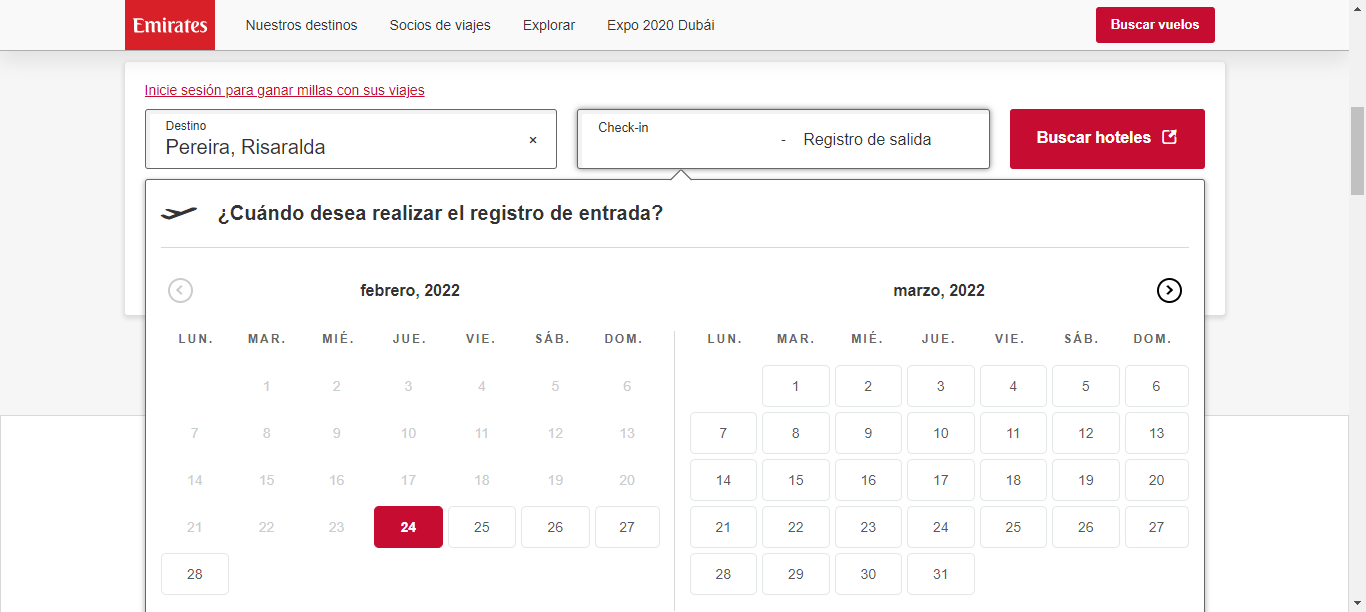 Emirates Nuestros destinos Socios de viajes Explorar Expo 2020 Dubái Buscar vuelos
Inicie sesión para ganar millas con sus viajes
Destino
Pereira, Risaralda ×
Check-in
- Registro de salida
Buscar hoteles
¿Cuándo desea realizar el registro de entrada?
febrero, 2022
LUN. MAR. MIÉ. JUE. VIE. SÁB. DOM.
1 2 3 4 5 6
7 8 9 10 11 12 13
14 15 16 17 18 19 20
21 22 23 24 25 26 27
28
marzo, 2022
LUN. MAR. MIÉ. JUE. VIE. SÁB. DOM.
1 2 3 4 5 6
7 8 9 10 11 12 13
14 15 16 17 18 19 20
21 22 23 24 25 26 27
28 29 30 31